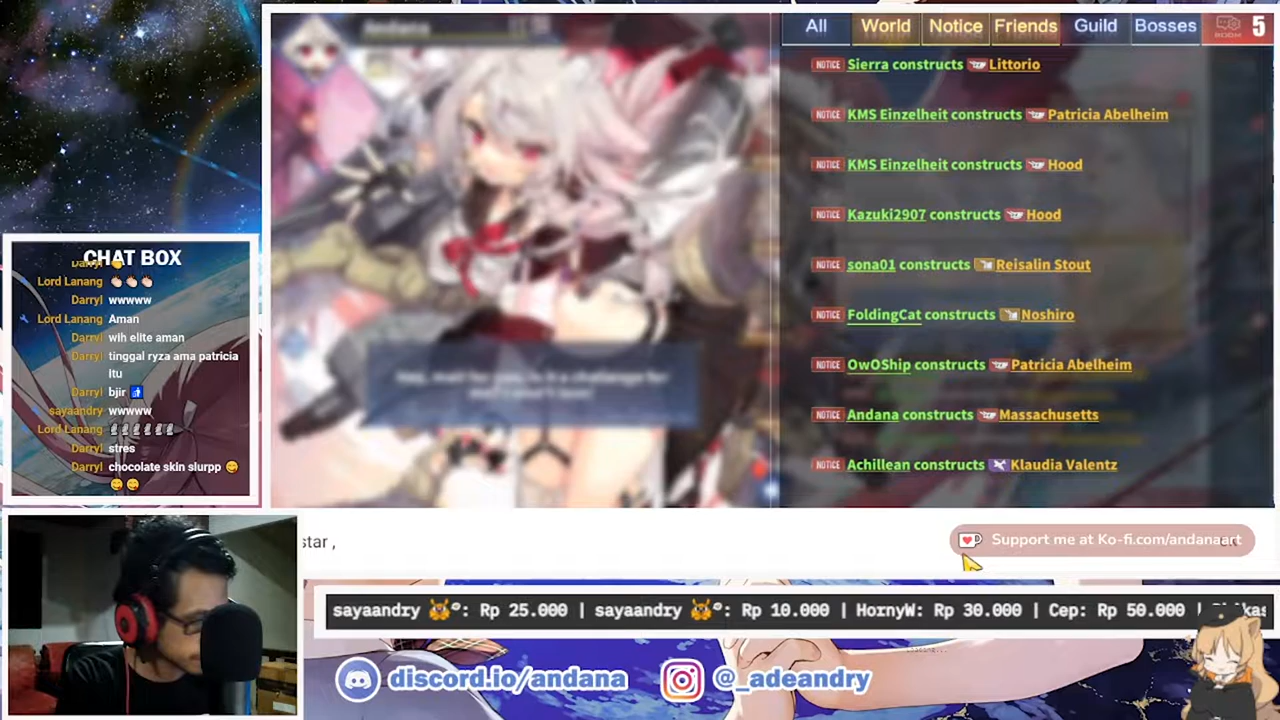 All World Notice Friends Guild Bosses ROOM 5
Andana
NOTICE Sierra constructs Littorio
NOTICE KMS Einzelheit constructs Patricia Abelheim
NOTICE KMS Einzelheit constructs Hood
NOTICE Kazuki2907 constructs Hood
NOTICE sona01 constructs Reisalin Stout
NOTICE FoldingCat constructs Noshiro
NOTICE OwOShip constructs Patricia Abelheim
NOTICE Andana constructs Massachusetts
NOTICE Achillean constructs Klaudia Valentz
CHAT BOX
Darryl
Lord Lanang 👏🏻👏🏻👏🏻
Darryl wwwww
Lord Lanang Aman
Darryl wih elite aman
Darryl tinggal ryza ama patricia
itu
Darryl bjir 🚮
sayaandry wwwww
Lord Lanang
Darryl stres
Darryl chocolate skin slurpp 😋
😋😋
star ,
Support me at Ko-fi.com/andanaart
sayaandry : Rp 25.000 | sayaandry : Rp 10.000 | HornyW: Rp 30.000 | Cep: Rp 50.000 |
discord.io/andana
@_adeandry